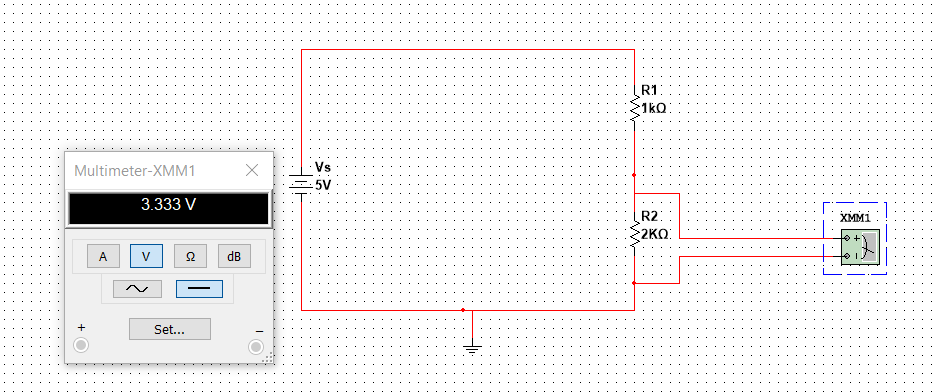 Multimeter-XMM1
3.333 V
A V Ω dB
Set...
+ −
Vs
5V
R1
1kΩ
R2
2KΩ
XMM1
+